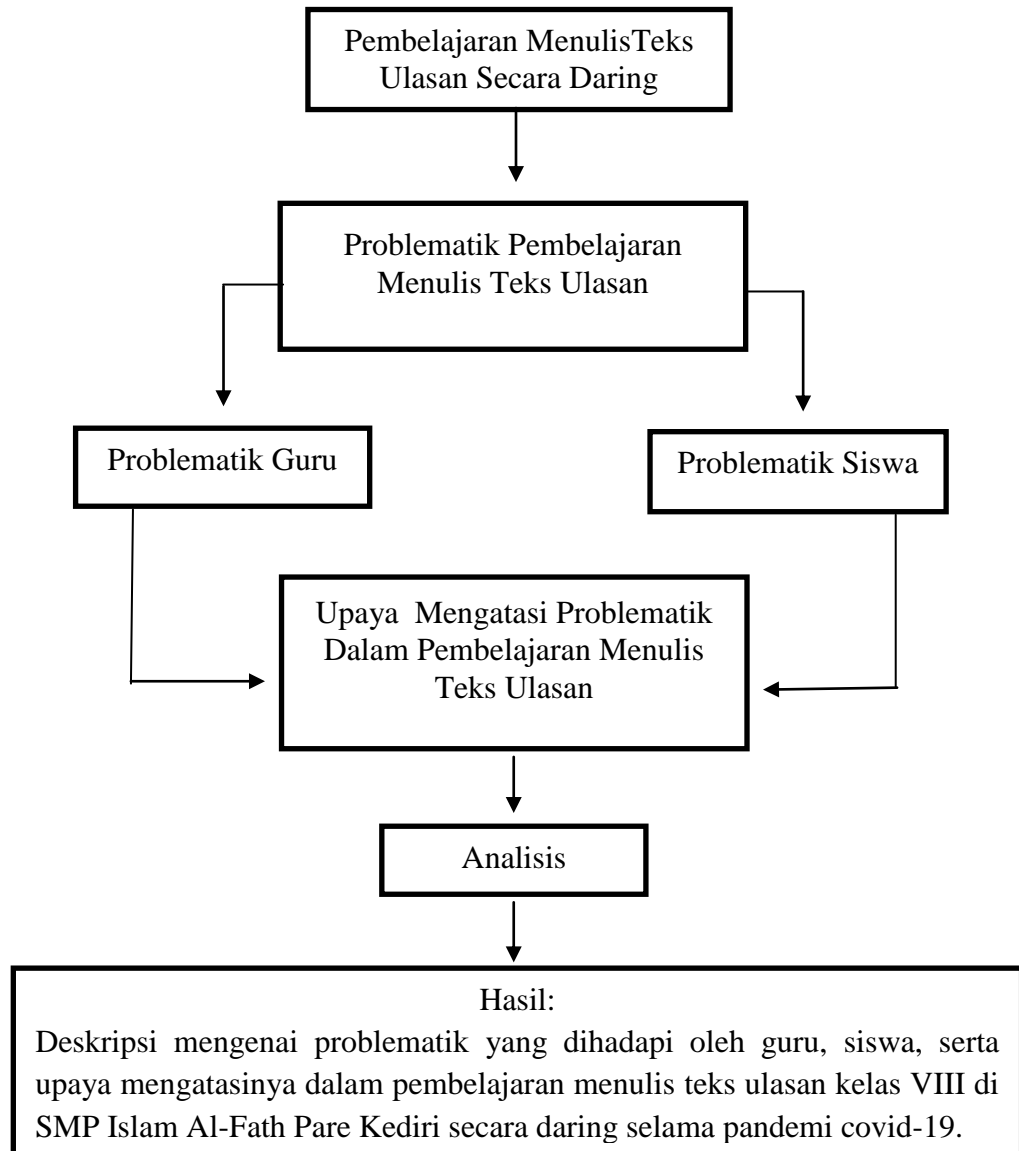 Pembelajaran MenulisTeks
Ulasan Secara Daring
Problematik Pembelajaran
Menulis Teks Ulasan
Problematik Guru
Problematik Siswa
Upaya Mengatasi Problematik
Dalam Pembelajaran Menulis
Teks Ulasan
Analisis
Hasil:
Deskripsi mengenai problematik yang dihadapi oleh guru, siswa, serta
upaya mengatasinya dalam pembelajaran menulis teks ulasan kelas VIII di
SMP Islam Al-Fath Pare Kediri secara daring selama pandemi covid-19.